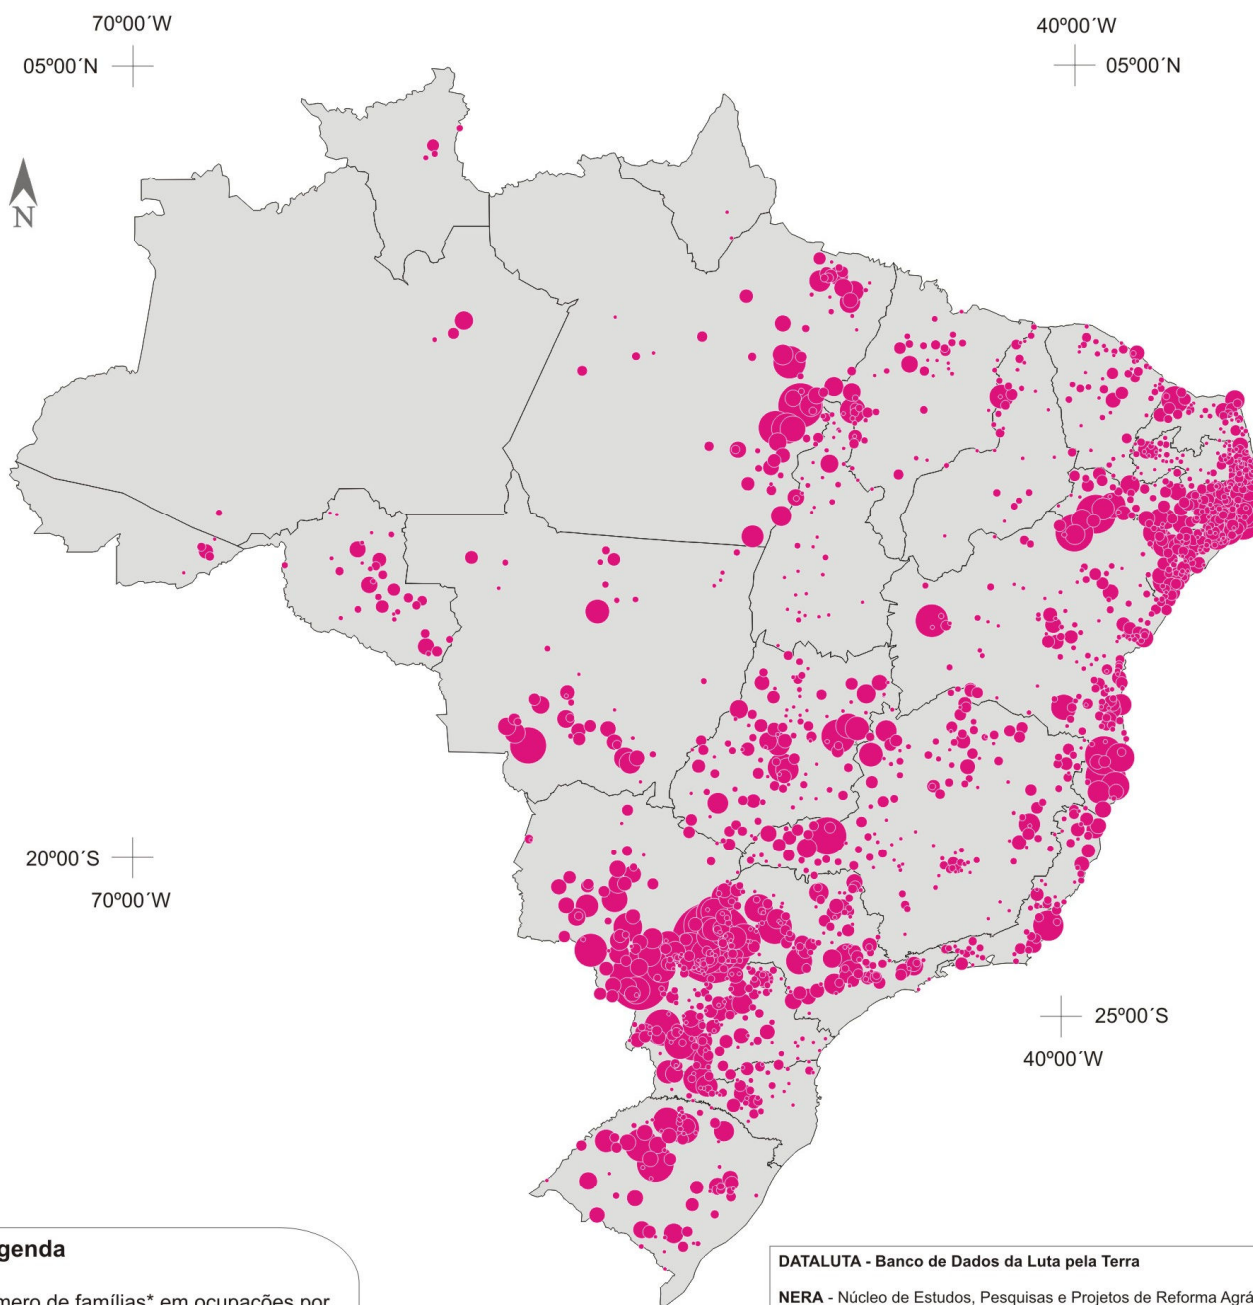 70º00´W
40º00´W
05º00´N
05º00´N
N
20º00´S
70º00´W
25º00´S
40º00´W
genda
mero de famílias* em ocupações por
DATALUTA - Banco de Dados da Luta pela Terra
NERA - Núcleo de Estudos, Pesquisas e Projetos de Reforma Agrá